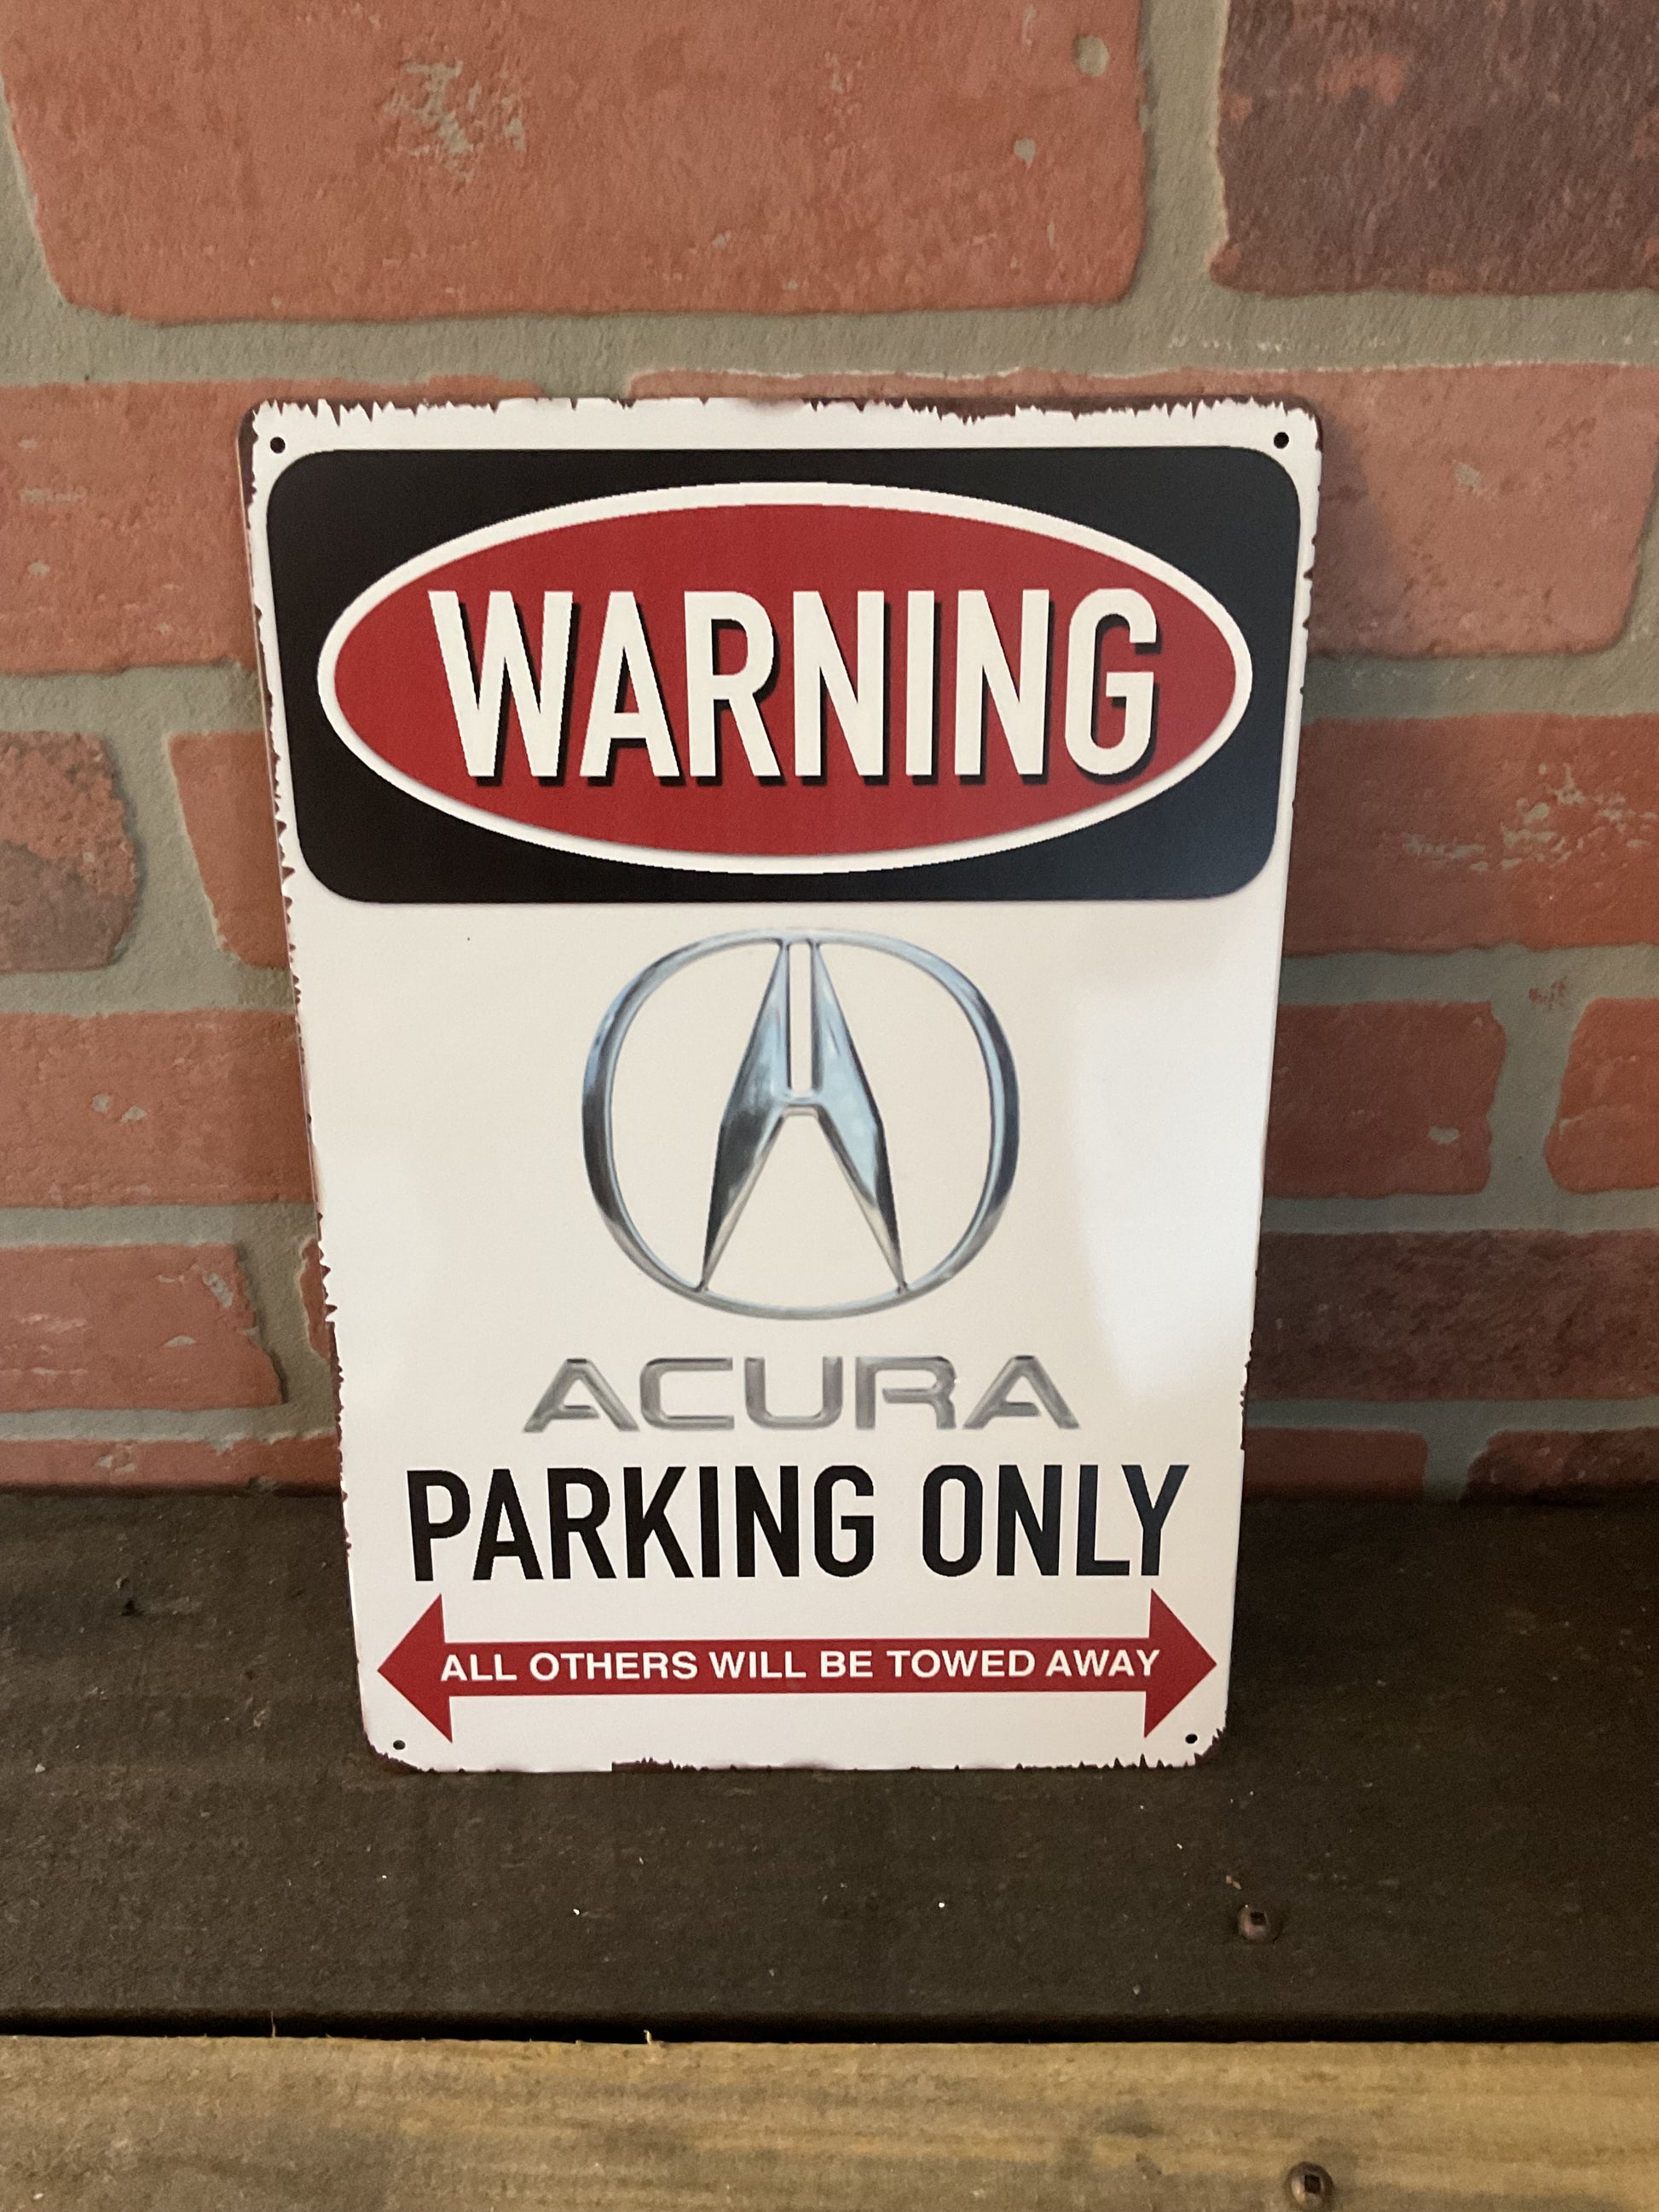 WARNING
ACURA
PARKING ONLY
ALL OTHERS WILL BE TOWED AWAY